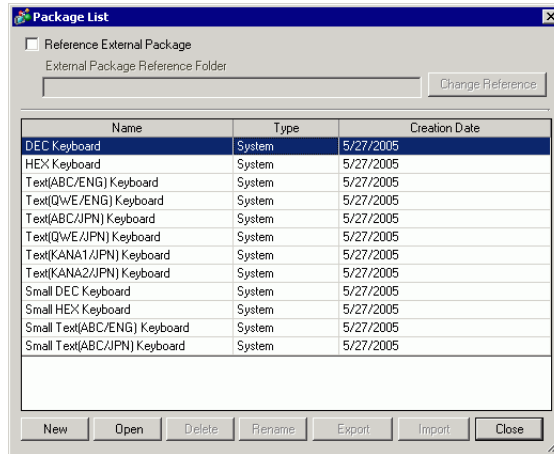 Package List
Reference External Package
External Package Reference Folder
Change Reference
Name Type Creation Date
DEC Keyboard System 5/27/2005
HEX Keyboard System 5/27/2005
Text(ABC/ENG) Keyboard System 5/27/2005
Text(QWE/ENG) Keyboard System 5/27/2005
Text(ABC/JPN) Keyboard System 5/27/2005
Text(QWE/JPN) Keyboard System 5/27/2005
Text(KANA1/JPN) Keyboard System 5/27/2005
Text(KANA2/JPN) Keyboard System 5/27/2005
Small DEC Keyboard System 5/27/2005
Small HEX Keyboard System 5/27/2005
Small Text(ABC/ENG) Keyboard System 5/27/2005
Small Text(ABC/JPN) Keyboard System 5/27/2005
New Open Delete Rename Export Import Close